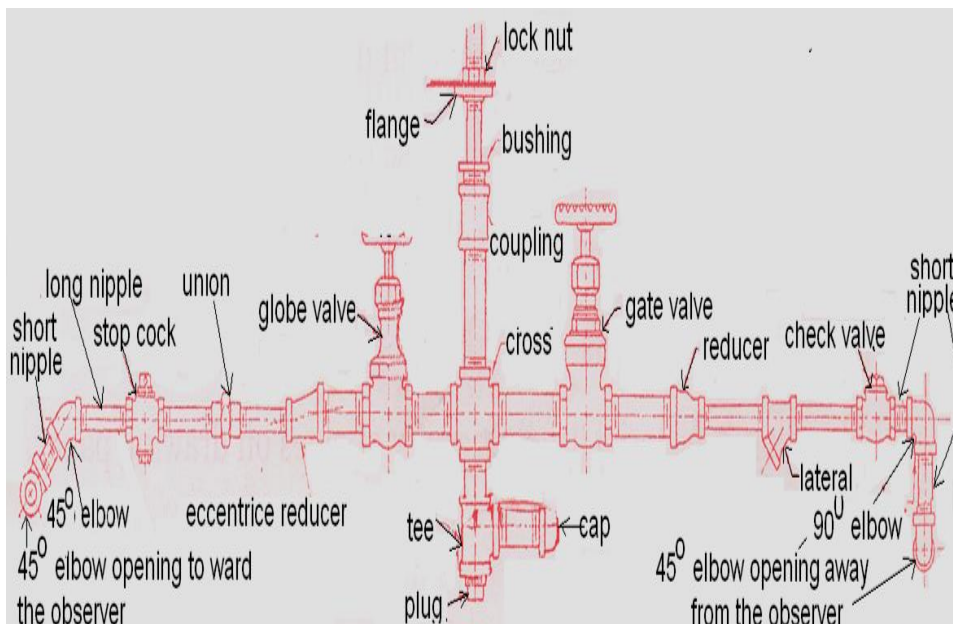 lock nut
flange
bushing
coupling
long nipple
union
globe valve
gate valve
short
nipple
short
nipple
stop cock
cross
reducer
check valve
45° elbow
eccentrice reducer
tee
cap
lateral
90° elbow
45° elbow opening to ward
the observer
45° elbow opening away
from the observer
plug